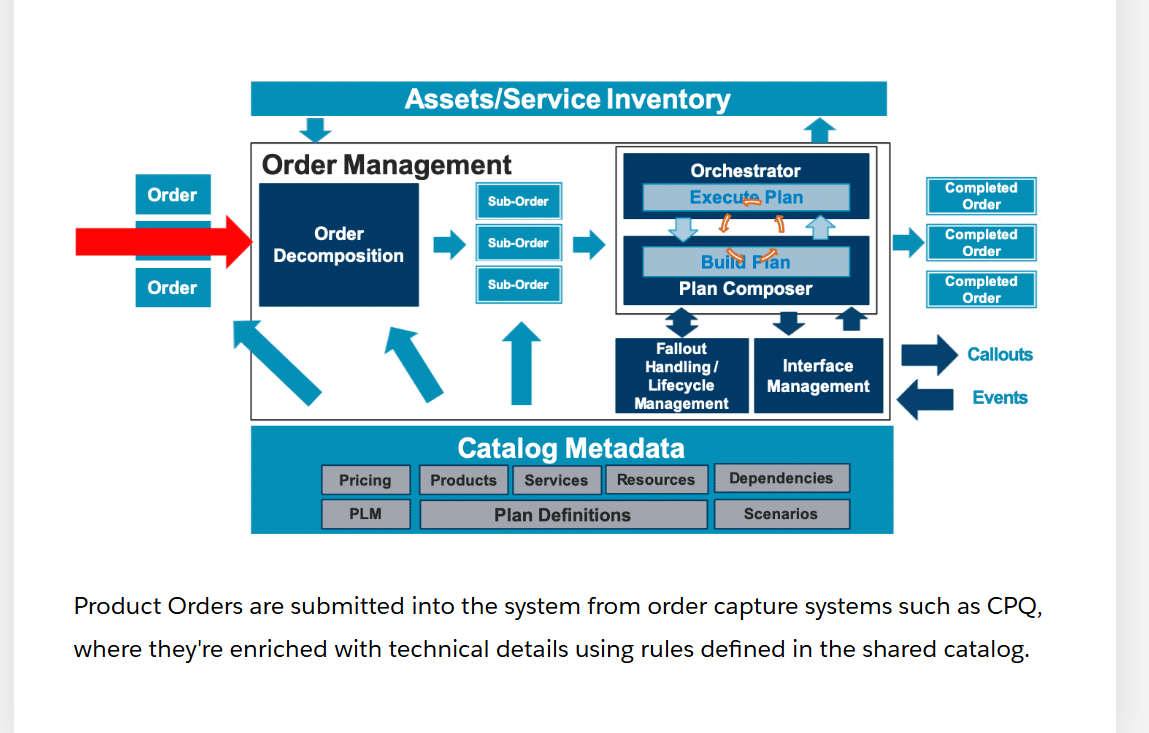 Assets/Service Inventory
Order Management
Order
Order
Order
Decomposition
Sub-Order
Sub-Order
Sub-Order
Orchestrator
Execute Plan
Build Plan
Plan Composer
Fallout
Handling /
Lifecycle
Management
Interface
Management
Completed
Order
Completed
Order
Completed
Order
Callouts
Events
Catalog Metadata
Pricing
Products
Services
Resources
Dependencies
PLM
Plan Definitions
Scenarios
Product Orders are submitted into the system from order capture systems such as CPQ,
where they're enriched with technical details using rules defined in the shared catalog.